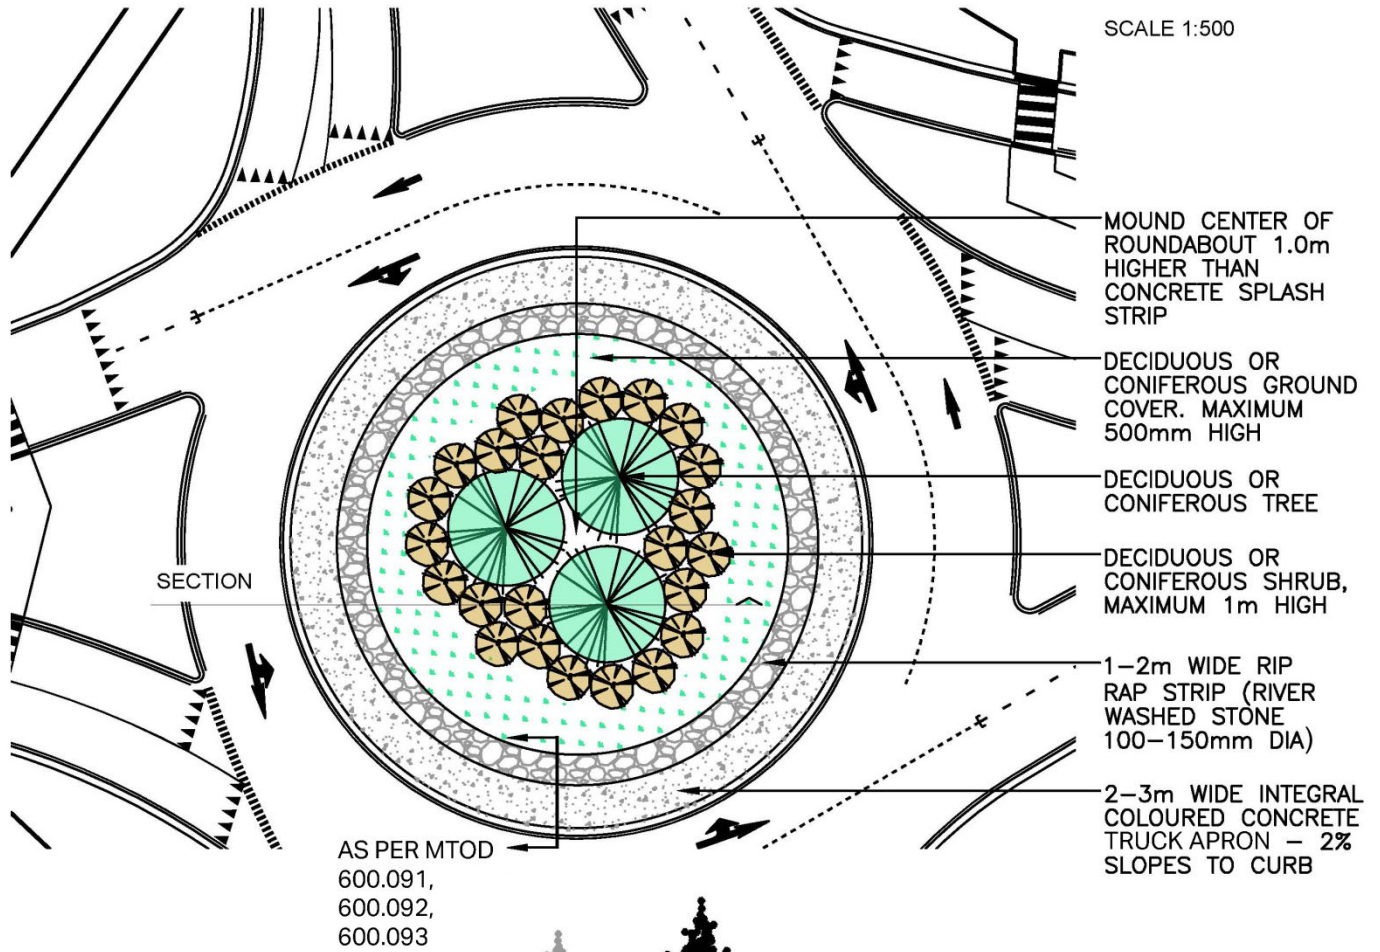 SCALE 1:500
MOUND CENTER OF
ROUNDABOUT 1.0m
HIGHER THAN
CONCRETE SPLASH
STRIP
DECIDUOUS OR
CONIFEROUS GROUND
COVER. MAXIMUM
500mm HIGH
DECIDUOUS OR
CONIFEROUS TREE
DECIDUOUS OR
CONIFEROUS SHRUB,
MAXIMUM 1m HIGH
SECTION
1-2m WIDE RIP
RAP STRIP (RIVER
WASHED STONE
100-150mm DIA)
2-3m WIDE INTEGRAL
COLOURED CONCRETE
TRUCK APRON - 2%
SLOPES TO CURB
AS PER MTOD
600.091,
600.092,
600.093